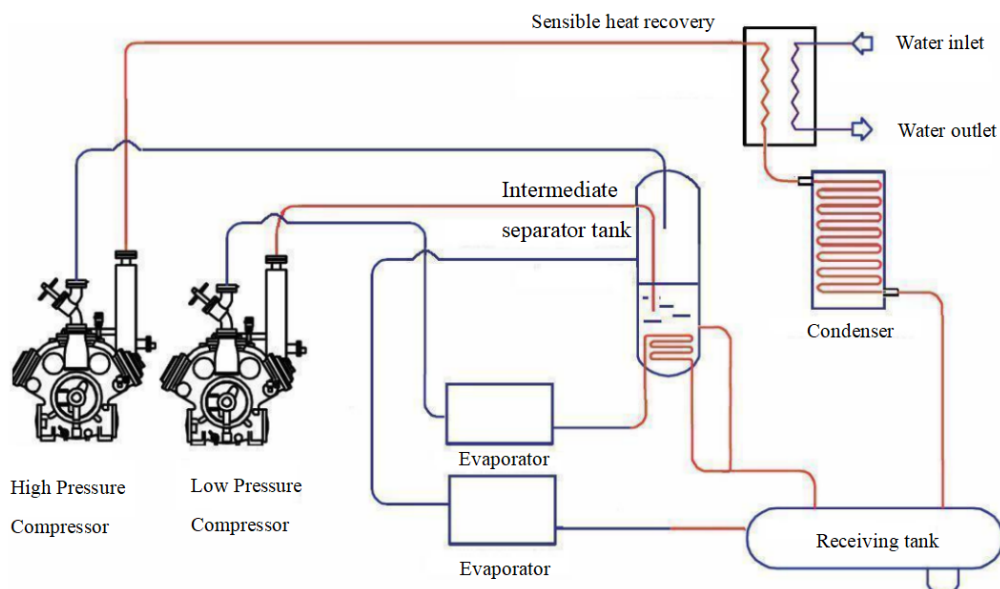 Sensible heat recovery
Water inlet
Water outlet
Intermediate
separator tank
Condenser
Evaporator
High Pressure
Compressor
Low Pressure
Compressor
Evaporator
Receiving tank